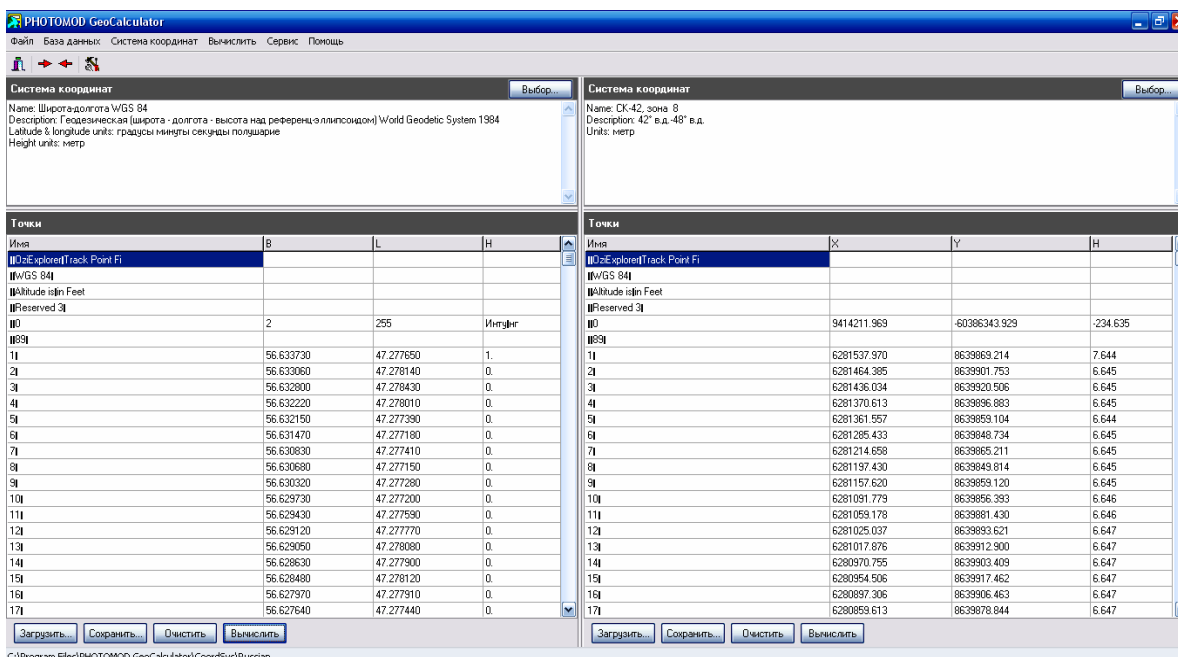 PHOTOMOD GeoCalculator
Файл База данных Система координат Вычислить Сервис Помощь
Система координат Выбор...
Name: Широта-долгота WGS 84
Description: Геодезическая (широта - долгота - высота над референц-эллипсоидом) World Geodetic System 1984
Latitude & longitude units: градусы минуты секунды полушарие
Height units: метр
Точки
Имя B L H
OziExplorer Track Point Fi
WGS 84
Altitude is in Feet
Reserved 3
0 2 255
89
1 56.633730 47.277650 1.
2 56.633060 47.278140 0.
3 56.632800 47.278430 0.
4 56.632220 47.278010 0.
5 56.632150 47.277390 0.
6 56.631470 47.277180 0.
7 56.630830 47.277410 0.
8 56.630680 47.277150 0.
9 56.630320 47.277280 0.
10 56.629730 47.277200 0.
11 56.629430 47.277590 0.
12 56.629120 47.277770 0.
13 56.629050 47.278080 0.
14 56.628630 47.277900 0.
15 56.628480 47.278120 0.
16 56.627970 47.277910 0.
17 56.627640 47.277440 0.
Загрузить... Сохранить... Очистить Вычислить
Система координат Выбор...
Name: СК-42, зона 8
Description: 42° в.д.-48° в.д.
Units: метр
Точки
Имя X Y H
OziExplorer Track Point Fi
WGS 84
Altitude is in Feet
Reserved 3
0 9414211.969 -60386343.929 -234.635
89
1 6281537.970 8639869.214 7.644
2 6281464.385 8639901.753 6.645
3 6281436.034 8639920.506 6.645
4 6281370.613 8639896.883 6.645
5 6281361.557 8639859.104 6.644
6 6281285.433 8639848.734 6.645
7 6281214.658 8639865.211 6.645
8 6281197.430 8639849.814 6.645
9 6281157.620 8639859.120 6.645
10 6281091.779 8639856.393 6.646
11 6281059.178 8639881.430 6.646
12 6281025.037 8639893.621 6.647
13 6281017.876 8639912.900 6.647
14 6280970.755 8639903.409 6.647
15 6280954.506 8639917.462 6.647
16 6280897.306 8639906.463 6.647
17 6280859.613 8639878.844 6.647
Загрузить... Сохранить... Очистить Вычислить
C:\Program Files\PHOTOMOD GeoCalculator\CoordSys\Russian